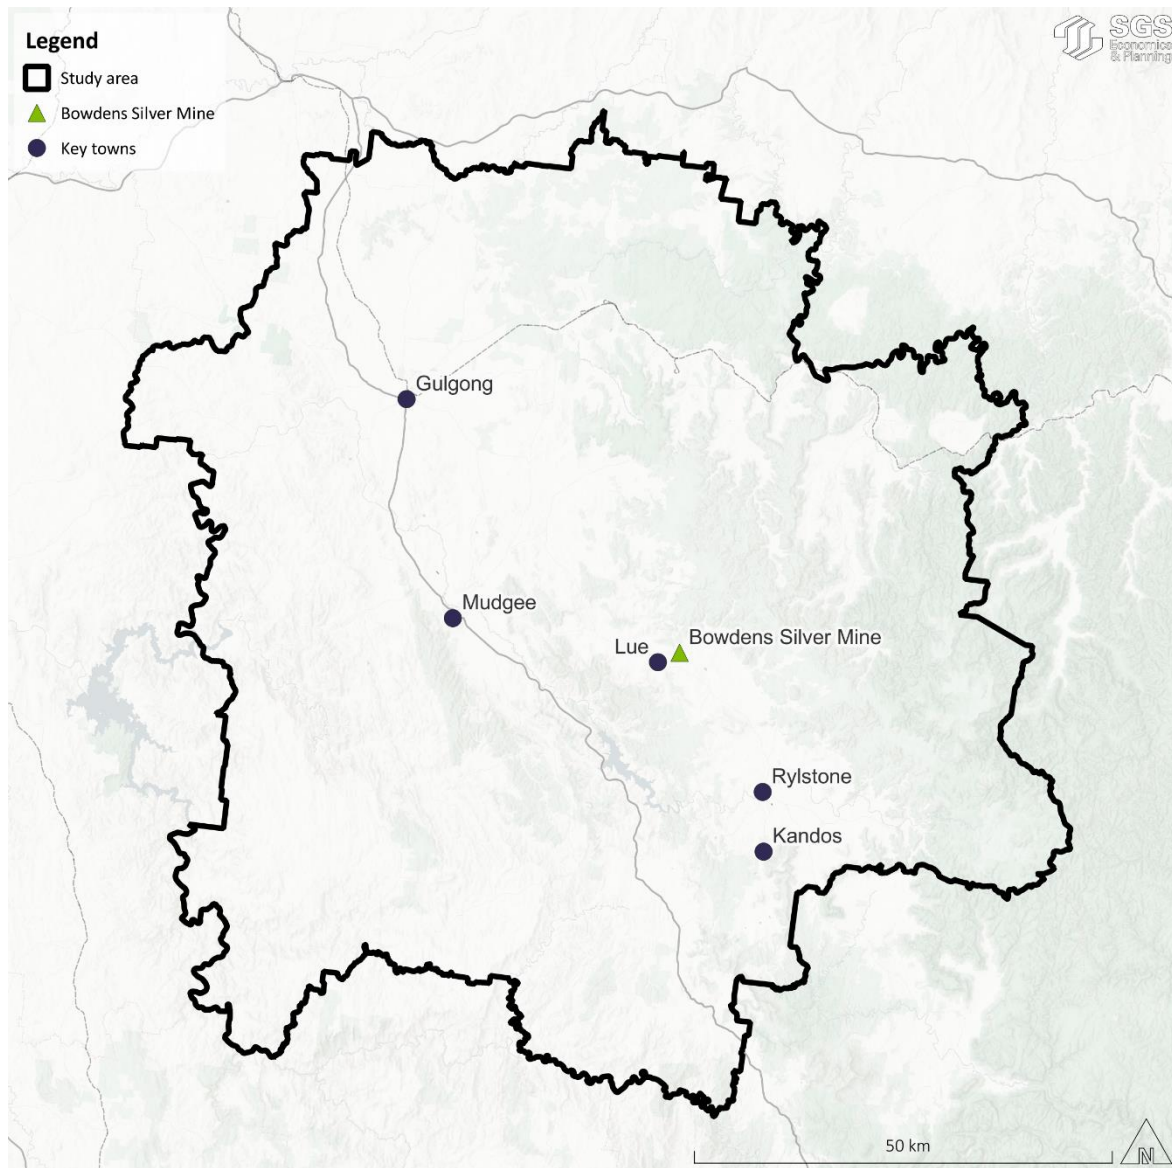 Legend
Study area
Bowdens Silver Mine
Key towns
SGS
Economics
& Planning
Gulgong
Mudgee
Bowdens Silver Mine
Lue
Rylstone
Kandos
50 km
N